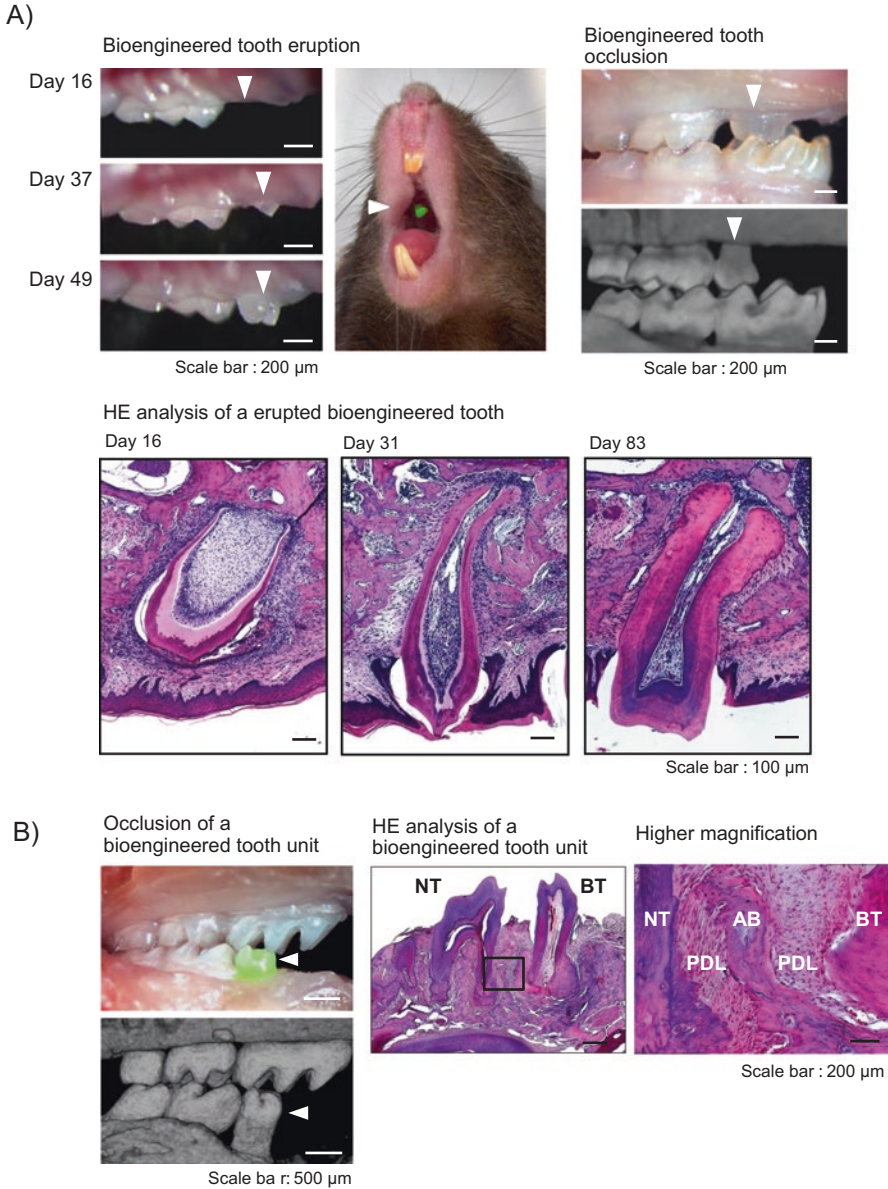 A)
Bioengineered tooth eruption
Day 16
Day 37
Day 49
Scale bar : 200 µm
Bioengineered tooth
occlusion
Scale bar : 200 µm
HE analysis of a erupted bioengineered tooth
Day 16
Day 31
Day 83
Scale bar : 100 µm
B)
Occlusion of a
bioengineered tooth unit
Scale ba r: 500 µm
HE analysis of a
bioengineered tooth unit
NT
BT
Higher magnification
NT
AB
BT
PDL
PDL
Scale bar : 200 µm